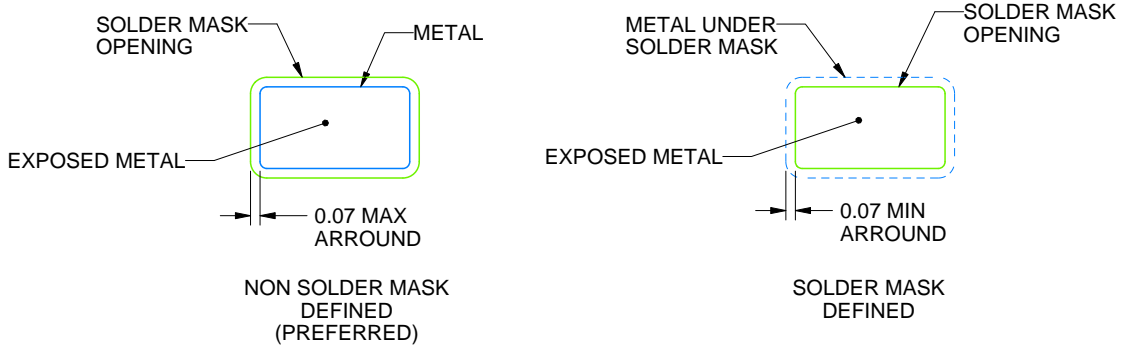 SOLDER MASK
OPENING
METAL
EXPOSED METAL
0.07 MAX
ARROUND
NON SOLDER MASK
DEFINED
(PREFERRED)
METAL UNDER
SOLDER MASK
SOLDER MASK
OPENING
EXPOSED METAL
0.07 MIN
ARROUND
SOLDER MASK
DEFINED